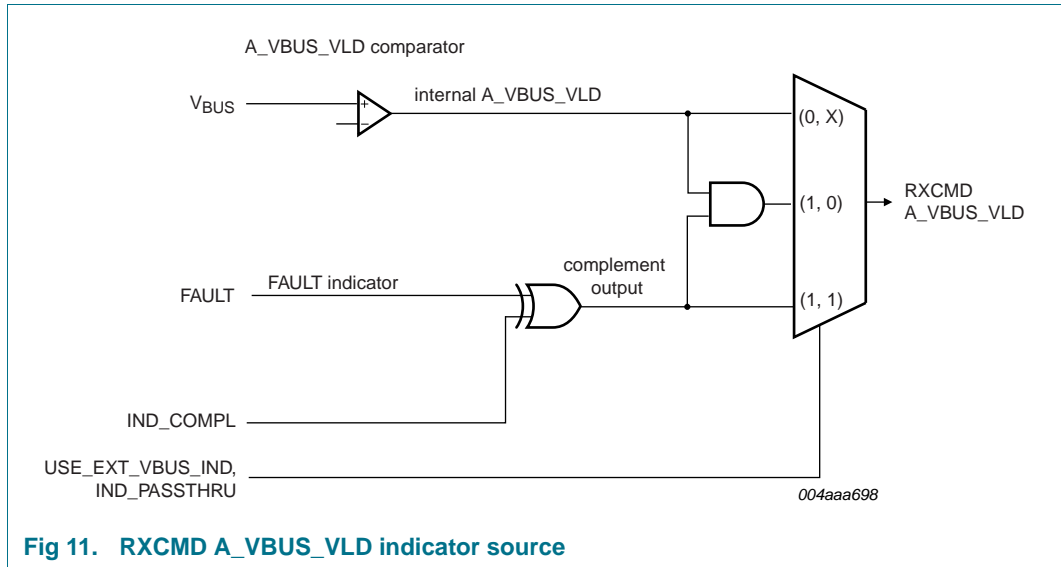 A_VBUS_VLD comparator
VBUS
+
−
internal A_VBUS_VLD
(0, X)
(1, 0)
RXCMD
A_VBUS_VLD
complement
output
FAULT
FAULT indicator
(1, 1)
IND_COMPL
USE_EXT_VBUS_IND,
IND_PASSTHRU
004aaa698
Fig 11. RXCMD A_VBUS_VLD indicator source